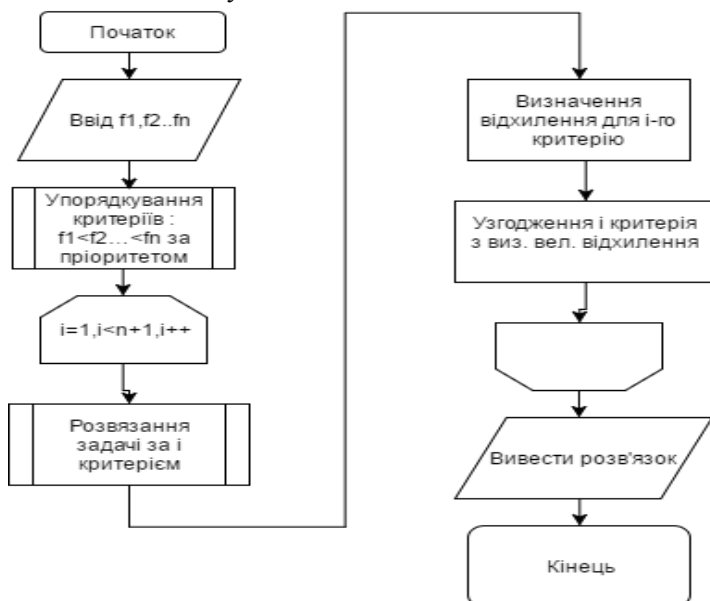 Початок
Ввід f1,f2..fn
Упорядкування
критеріїв :
f1<f2...<fn за
пріоритетом
i=1,i<n+1,i++
Розвязання
задачі за і
критерієм
Визначення
відхилення для і-го
критерію
Узгодження і критерія
з виз. вел. відхилення
Вивести розв'язок
Кінець